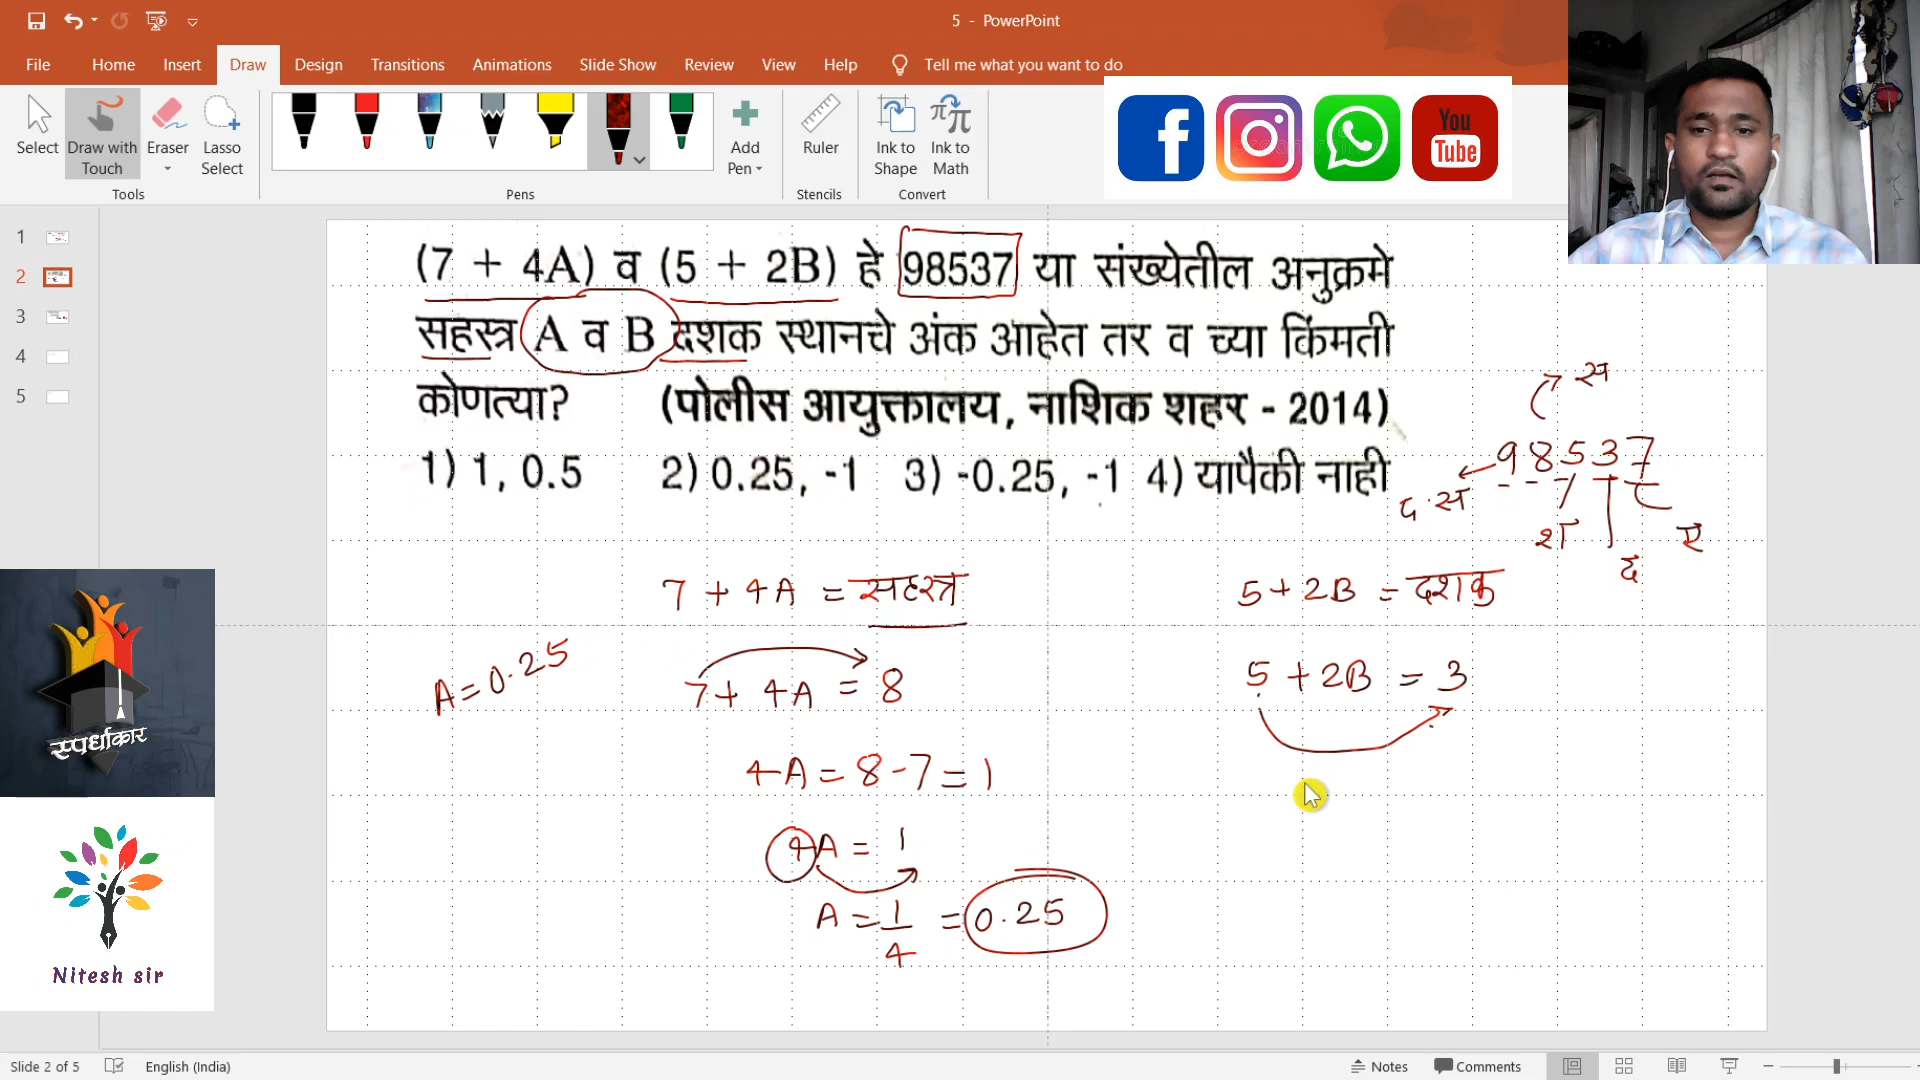 5 - PowerPoint
File Home Insert Draw Design Transitions Animations Slide Show Review View Help Tell me what you want to do
Select Draw with Touch Eraser Lasso Select Add Pen Ruler Ink to Shape Ink to Math
Tools Pens Stencils Convert
You Tube
1
2
3
4
5
(7 + 4A) व (5 + 2B) हे 98537 या संख्येतील अनुक्रमे
सहस्त्र A व B दशक स्थानचे अंक आहेत तर व च्या किंमती
कोणत्या? (पोलीस आयुक्तालय, नाशिक शहर - 2014)
1) 1, 0.5 2) 0.25, -1 3) -0.25, -1 4) यापैकी नाही
स
98537
द.स
श
द
ए
7 + 4A = सहस्त्र
5 + 2B = दशक
A = 0.25
7 + 4A = 8
5 + 2B = 3
4A = 8 - 7 = 1
4A = 1
A = 1/4 = 0.25
स्पर्धाकार
Nitesh sir
Slide 2 of 5 English (India) Notes Comments